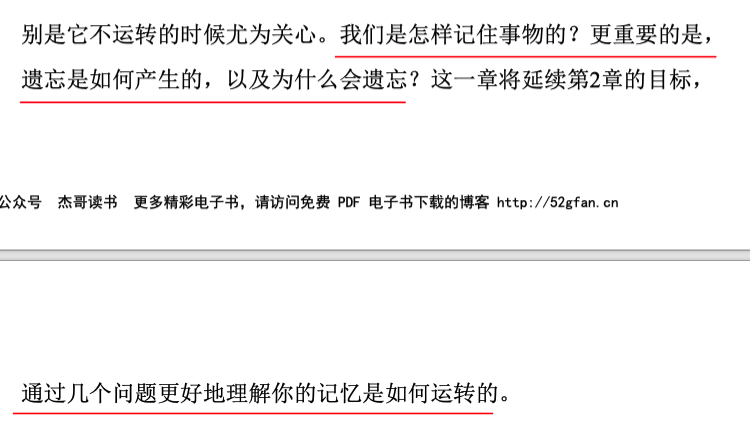 别是它不运转的时候尤为关心。我们是怎样记住事物的？更重要的是，
遗忘是如何产生的，以及为什么会遗忘？这一章将延续第2章的目标，
公众号 杰哥读书 更多精彩电子书，请访问免费 PDF 电子书下载的博客 http://52gfan.cn
通过几个问题更好地理解你的记忆是如何运转的。